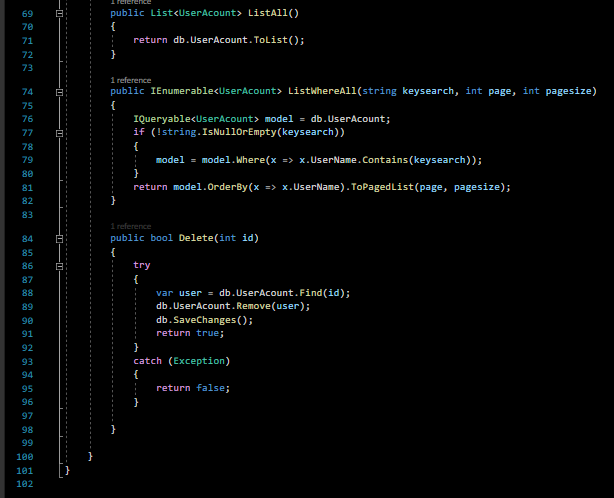 1 reference
69 public List<UserAcount> ListAll()
70 {
71 return db.UserAcount.ToList();
72 }
73
1 reference
74 public IEnumerable<UserAcount> ListWhereAll(string keysearch, int page, int pagesize)
75 {
76 IQueryable<UserAcount> model = db.UserAcount;
77 if (!string.IsNullOrEmpty(keysearch))
78 {
79 model = model.Where(x => x.UserName.Contains(keysearch));
80 }
81 return model.OrderBy(x => x.UserName).ToPagedList(page, pagesize);
82 }
83
1 reference
84 public bool Delete(int id)
85 {
86 try
87 {
88 var user = db.UserAcount.Find(id);
89 db.UserAcount.Remove(user);
90 db.SaveChanges();
91 return true;
92 }
93 catch (Exception)
94 {
95 return false;
96 }
97
98 }
99
100 }
101 }
102